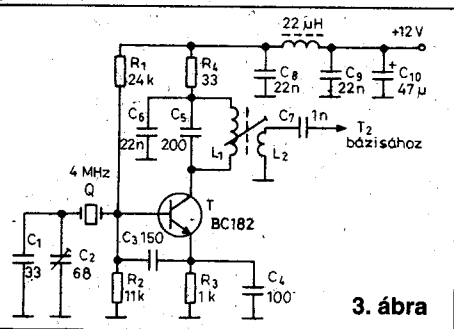 22 µH
+12 V
R1
24k
R4
33
C8
22n
C9
22n
C10
+
47 µ
C6
22n
C5
200
L1
L2
C7
1n
T2
bázisához
4 MHz
Q
T
BC182
C1
33
C2
68
C3 150
R2
11k
R3
1k
C4
100
3. ábra